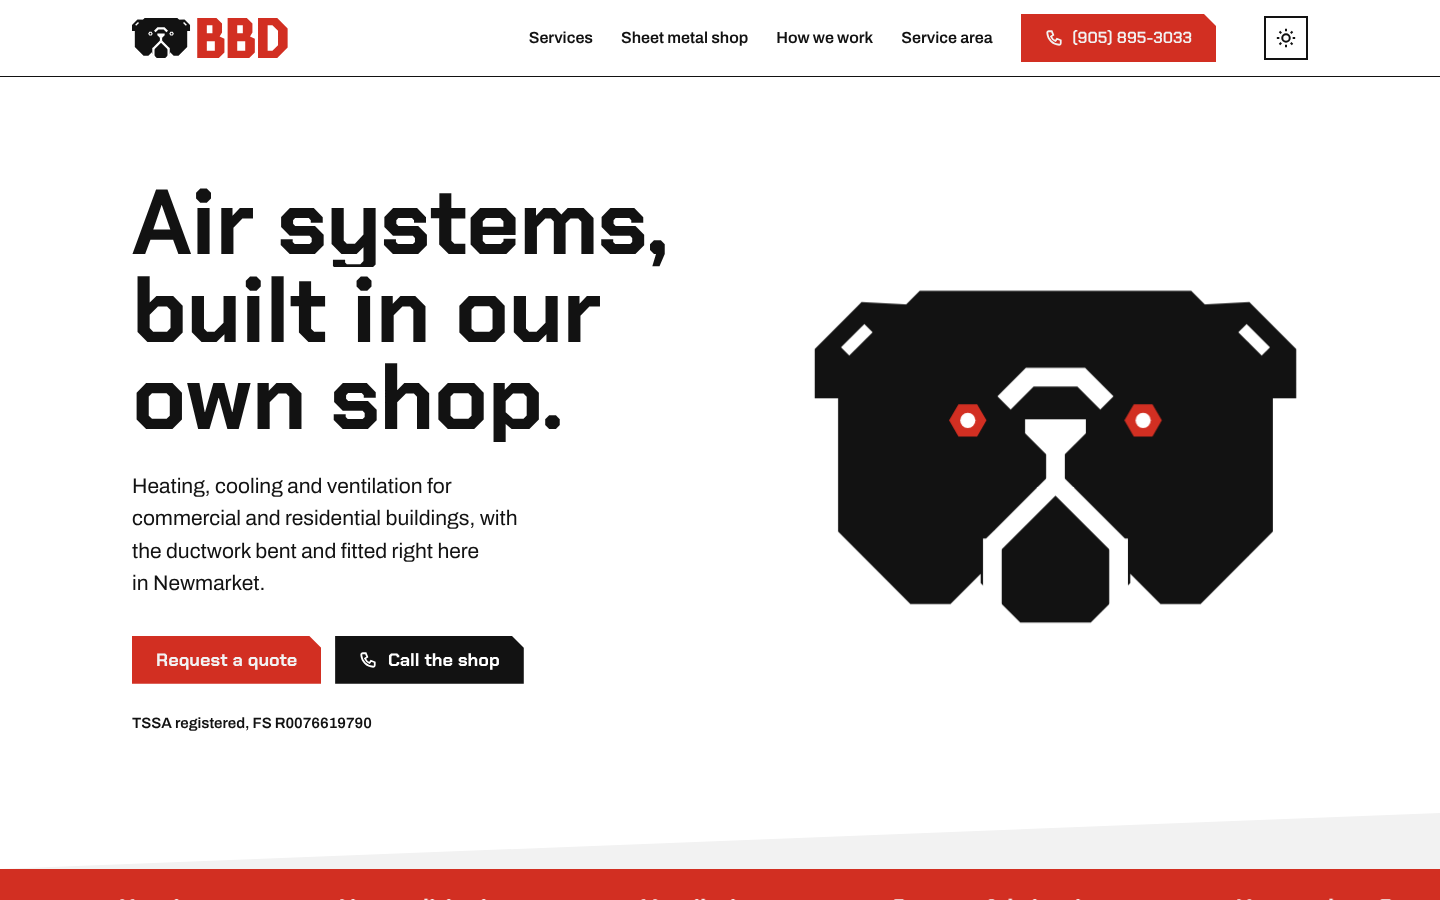 BBD
Services
Sheet metal shop
How we work
Service area
(905) 895-3033
Air systems,
built in our
own shop.
Heating, cooling and ventilation for
commercial and residential buildings, with
the ductwork bent and fitted right here
in Newmarket.
Request a quote
Call the shop
TSSA registered, FS R0076619790